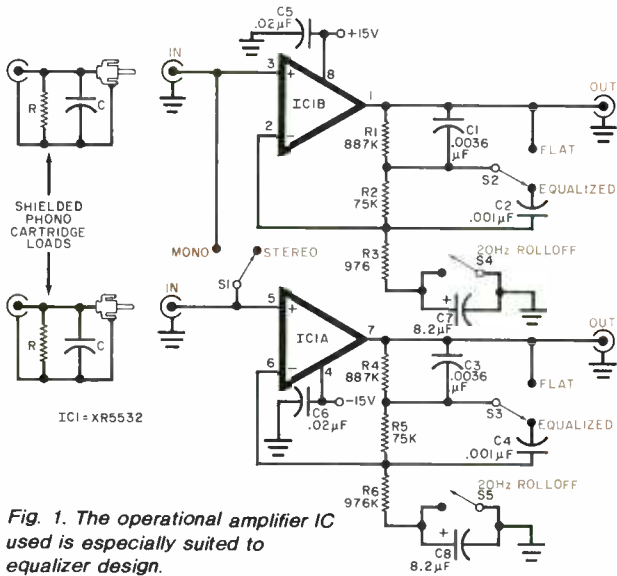 C5
.02µF
+15V
IN
3
+
8
IC1B
1
OUT
2
−
R
C
R1
887K
C1
.0036
µF
FLAT
S2
EQUALIZED
R2
75K
C2
.001µF
SHIELDED
PHONO
CARTRIDGE
LOADS
MONO
STEREO
R3
976
20Hz ROLLOFF
S4
+
C7
8.2µF
IN
S1
5
+
IC1A
7
OUT
6
−
4
R
C
R4
887K
C3
.0036
µF
FLAT
−15V
C6
.02µF
S3
EQUALIZED
R5
75K
C4
.001µF
IC1=XR5532
R6
976K
20Hz ROLLOFF
S5
+
C8
8.2µF
Fig. 1. The operational amplifier IC
used is especially suited to
equalizer design.